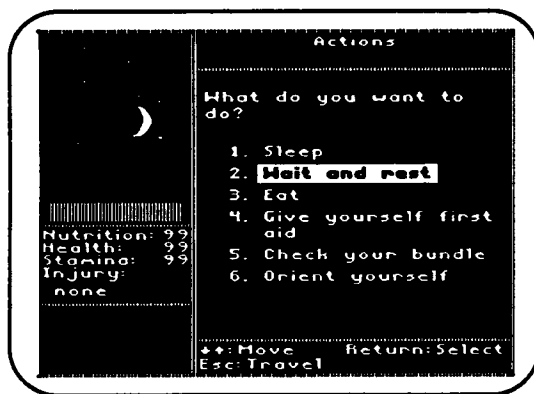 Actions
What do you want to
do?
1. Sleep
2. Wait and rest
3. Eat
4. Give yourself first
aid
5. Check your bundle
6. Orient yourself
Nutrition: 99
Health: 99
Stamina: 99
Injury:
none
↓↑:Move Return:Select
Esc:Travel